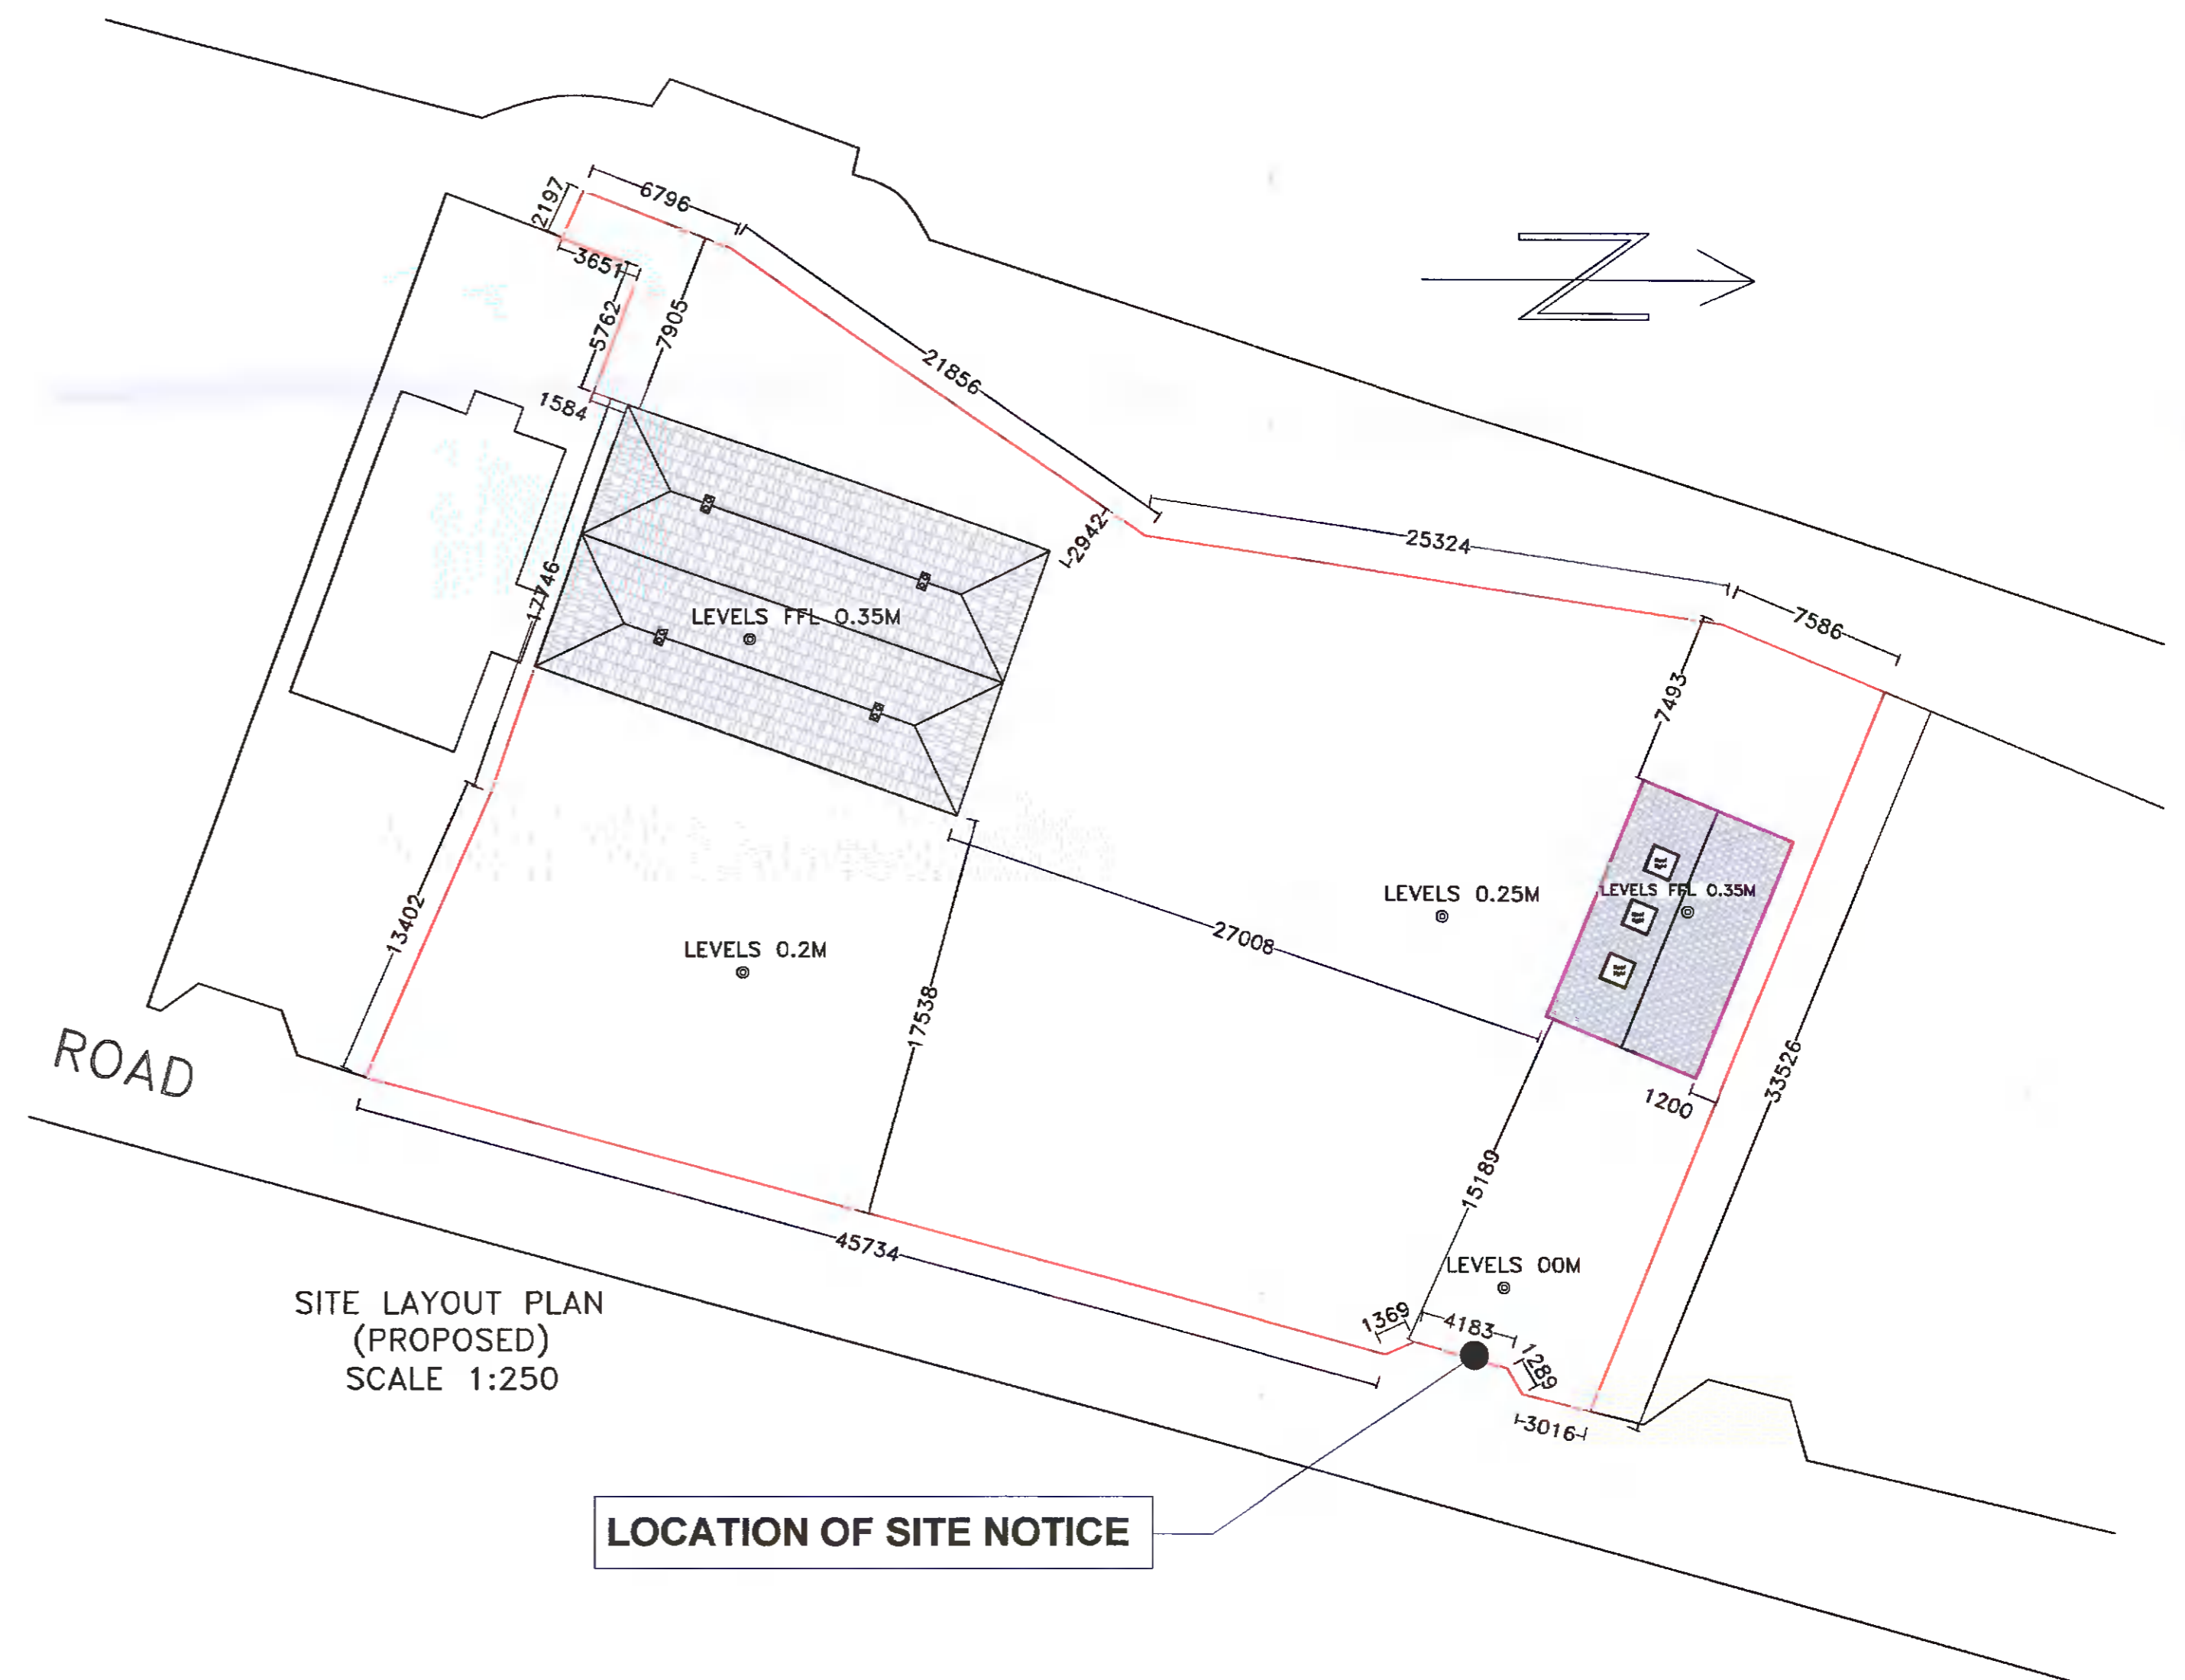 2197
6796
3651
5762
7905
1584
21856
2942
25324
7586
17746
LEVELS FFL 0.35M
7493
LEVELS 0.25M
LEVELS FFL 0.35M
13402
LEVELS 0.2M
27008
17538
33526
1200
ROAD
15189
45734
LEVELS 00M
1369
4183
1289
3016
SITE LAYOUT PLAN
(PROPOSED)
SCALE 1:250
LOCATION OF SITE NOTICE